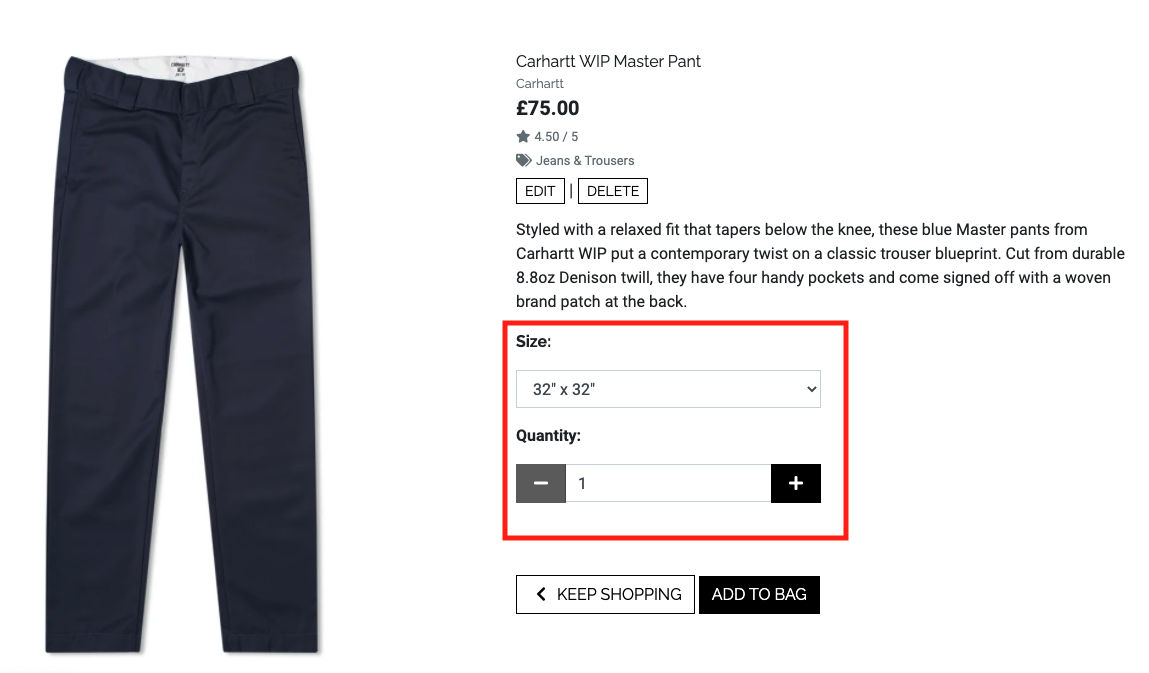 Carhartt WIP Master Pant
Carhartt
£75.00
4.50 / 5
Jeans & Trousers
EDIT | DELETE
Styled with a relaxed fit that tapers below the knee, these blue Master pants from
Carhartt WIP put a contemporary twist on a classic trouser blueprint. Cut from durable
8.8oz Denison twill, they have four handy pockets and come signed off with a woven
brand patch at the back.
Size:
32" x 32"
Quantity:
1
KEEP SHOPPING ADD TO BAG